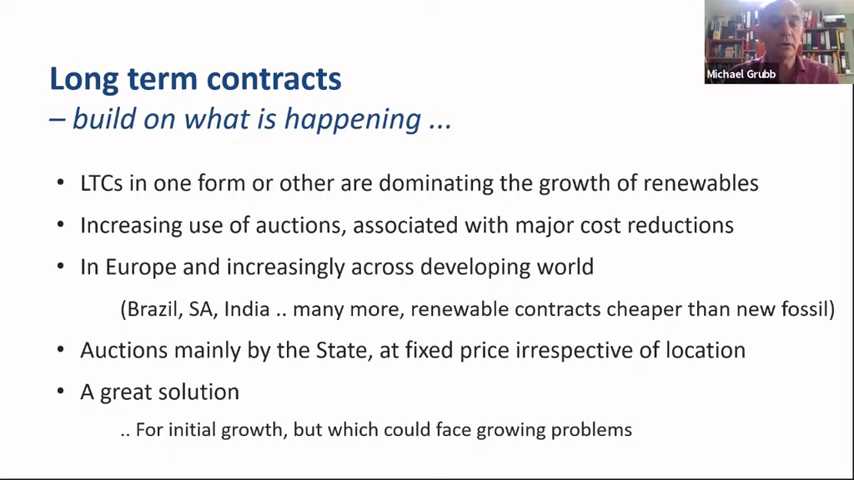 Michael Grubb
Long term contracts
– build on what is happening ...
• LTCs in one form or other are dominating the growth of renewables
• Increasing use of auctions, associated with major cost reductions
• In Europe and increasingly across developing world
(Brazil, SA, India .. many more, renewable contracts cheaper than new fossil)
• Auctions mainly by the State, at fixed price irrespective of location
• A great solution
.. For initial growth, but which could face growing problems